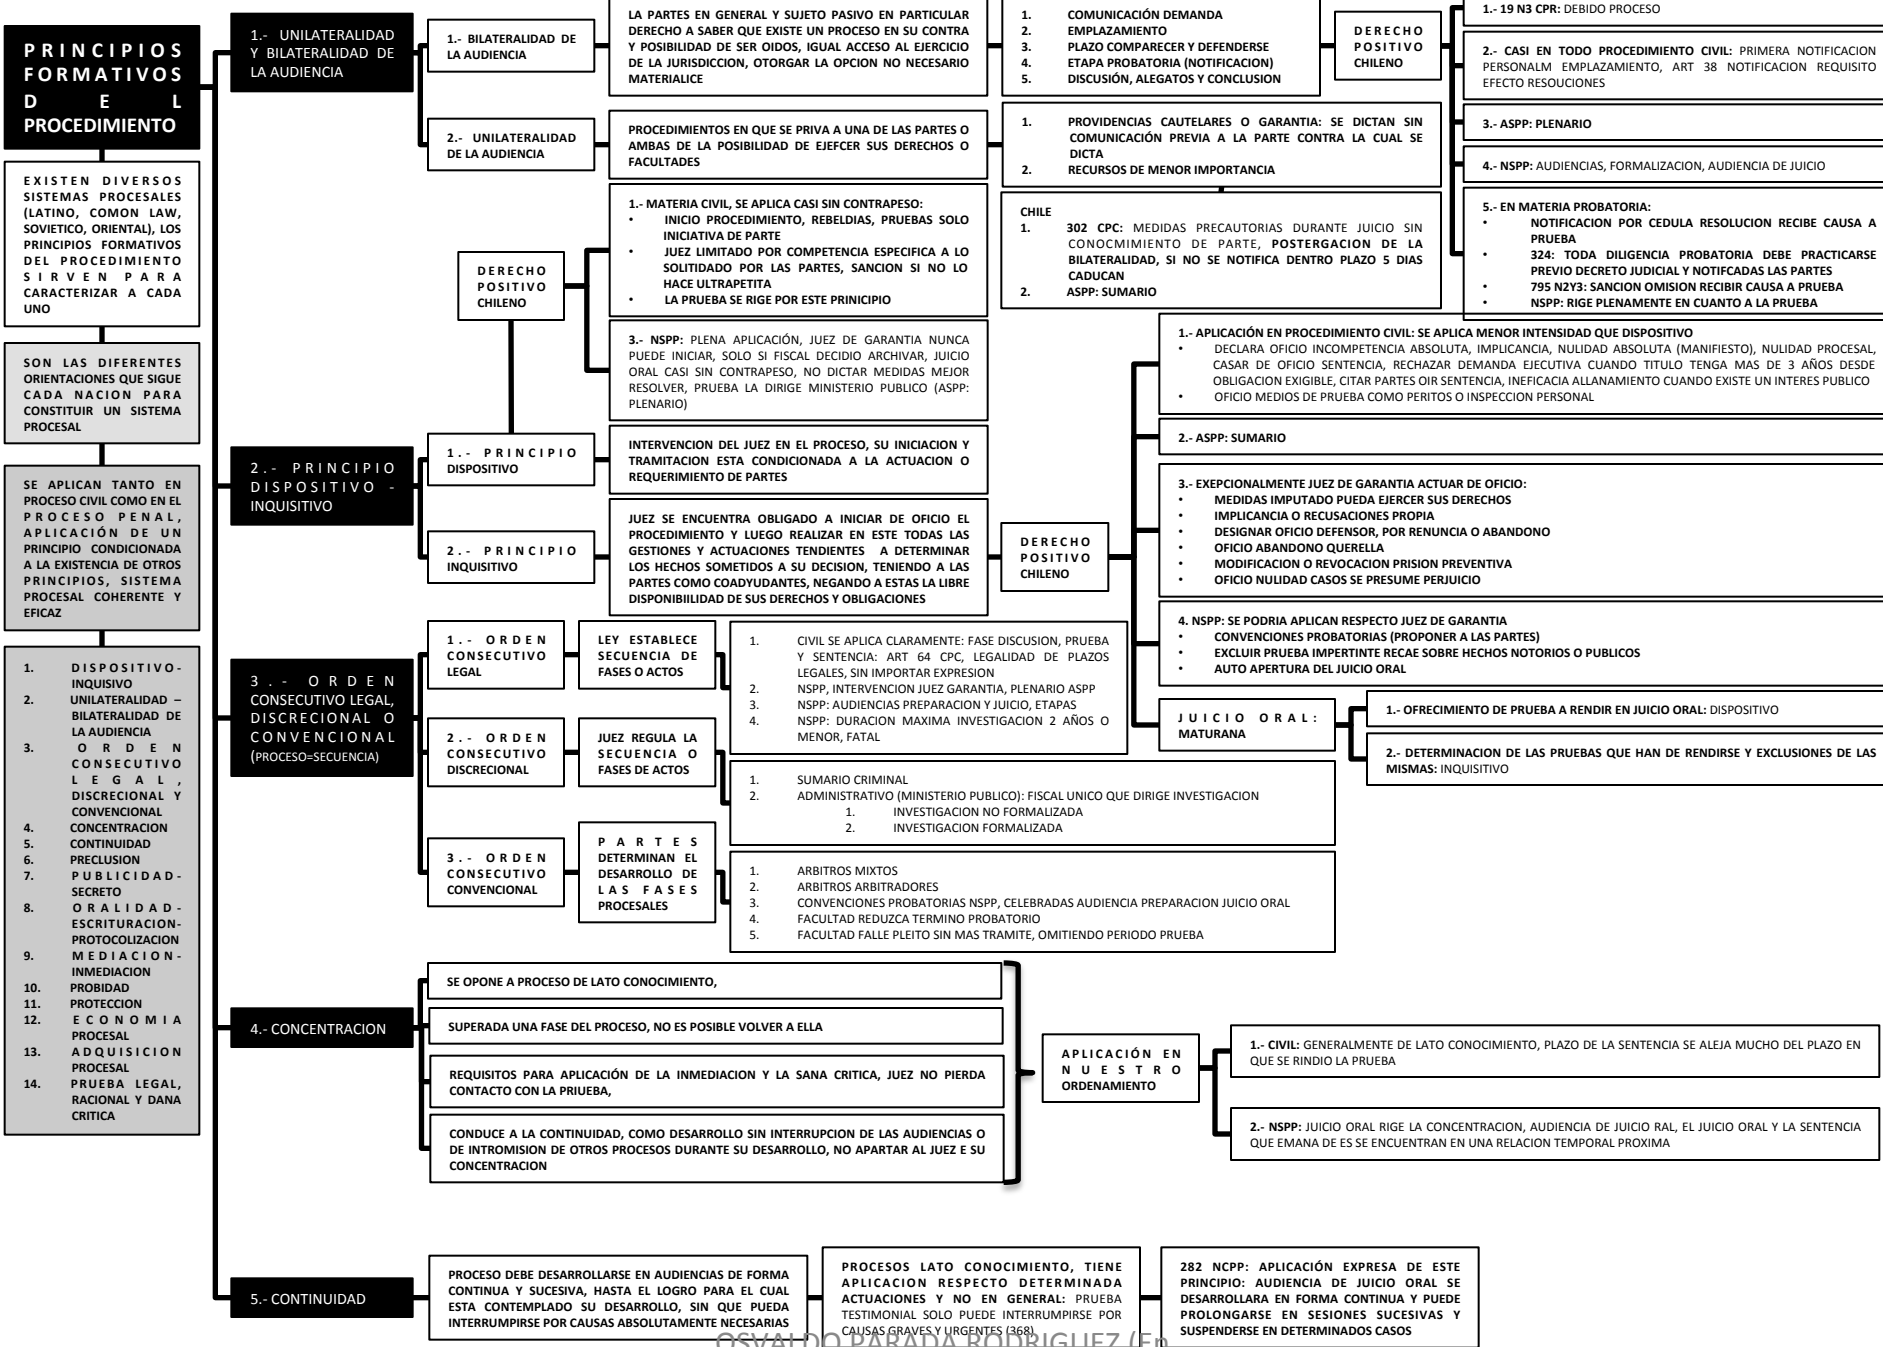 PRINCIPIOS
FORMATIVOS
D E L
PROCEDIMIENTO
EXISTEN DIVERSOS
SISTEMAS PROCESALES
(LATINO, COMON LAW,
SOVIETICO, ORIENTAL), LOS
PRINCIPIOS FORMATIVOS
DEL PROCEDIMIENTO
SIRVEN PARA
CARACTERIZAR A CADA
UNO
SON LAS DIFERENTES
ORIENTACIONES QUE SIGUE
CADA NACION PARA
CONSTITUIR UN SISTEMA
PROCESAL
SE APLICAN TANTO EN
PROCESO CIVIL COMO EN EL
PROCESO PENAL,
APLICACIÓN DE UN
PRINCIPIO CONDICIONADA
A LA EXISTENCIA DE OTROS
PRINCIPIOS, SISTEMA
PROCESAL COHERENTE Y
EFICAZ
1. DISPOSITIVO-
INQUISIVO
2. UNILATERALIDAD –
BILATERALIDAD DE
LA AUDIENCIA
3. ORDEN
CONSECUTIVO
LEGAL,
DISCRECIONAL Y
CONVENCIONAL
4. CONCENTRACION
5. CONTINUIDAD
6. PRECLUSION
7. PUBLICIDAD-
SECRETO
8. ORALIDAD-
ESCRITURACION-
PROTOCOLIZACION
9. MEDIACION-
INMEDIACION
10. PROBIDAD
11. PROTECCION
12. ECONOMIA
PROCESAL
13. ADQUISICION
PROCESAL
14. PRUEBA LEGAL,
RACIONAL Y DANA
CRITICA
1.- UNILATERALIDAD
Y BILATERALIDAD DE
LA AUDIENCIA
1.- BILATERALIDAD DE
LA AUDIENCIA
LA PARTES EN GENERAL Y SUJETO PASIVO EN PARTICULAR
DERECHO A SABER QUE EXISTE UN PROCESO EN SU CONTRA
Y POSIBILIDAD DE SER OIDOS, IGUAL ACCESO AL EJERCICIO
DE LA JURISDICCION, OTORGAR LA OPCION NO NECESARIO
MATERIALICE
1. COMUNICACIÓN DEMANDA
2. EMPLAZAMIENTO
3. PLAZO COMPARECER Y DEFENDERSE
4. ETAPA PROBATORIA (NOTIFICACION)
5. DISCUSIÓN, ALEGATOS Y CONCLUSION
DERECHO
POSITIVO
CHILENO
1.- 19 N3 CPR: DEBIDO PROCESO
2.- CASI EN TODO PROCEDIMIENTO CIVIL: PRIMERA NOTIFICACION
PERSONALM EMPLAZAMIENTO, ART 38 NOTIFICACION REQUISITO
EFECTO RESOUCIONES
3.- ASPP: PLENARIO
4.- NSPP: AUDIENCIAS, FORMALIZACION, AUDIENCIA DE JUICIO
5.- EN MATERIA PROBATORIA:
• NOTIFICACION POR CEDULA RESOLUCION RECIBE CAUSA A
PRUEBA
• 324: TODA DILIGENCIA PROBATORIA DEBE PRACTICARSE
PREVIO DECRETO JUDICIAL Y NOTIFCADAS LAS PARTES
• 795 N2Y3: SANCION OMISION RECIBIR CAUSA A PRUEBA
• NSPP: RIGE PLENAMENTE EN CUANTO A LA PRUEBA
2.- UNILATERALIDAD
DE LA AUDIENCIA
PROCEDIMIENTOS EN QUE SE PRIVA A UNA DE LAS PARTES O
AMBAS DE LA POSIBILIDAD DE EJEFCER SUS DERECHOS O
FACULTADES
1. PROVIDENCIAS CAUTELARES O GARANTIA: SE DICTAN SIN
COMUNICACIÓN PREVIA A LA PARTE CONTRA LA CUAL SE
DICTA
2. RECURSOS DE MENOR IMPORTANCIA
CHILE
1. 302 CPC: MEDIDAS PRECAUTORIAS DURANTE JUICIO SIN
CONOCMIMIENTO DE PARTE, POSTERGACION DE LA
BILATERALIDAD, SI NO SE NOTIFICA DENTRO PLAZO 5 DIAS
CADUCAN
2. ASPP: SUMARIO
2.- PRINCIPIO
DISPOSITIVO -
INQUISITIVO
DERECHO
POSITIVO
CHILENO
1.- MATERIA CIVIL, SE APLICA CASI SIN CONTRAPESO:
• INICIO PROCEDIMIENTO, REBELDIAS, PRUEBAS SOLO
INICIATIVA DE PARTE
• JUEZ LIMITADO POR COMPETENCIA ESPECIFICA A LO
SOLITIDADO POR LAS PARTES, SANCION SI NO LO
HACE ULTRAPETITA
• LA PRUEBA SE RIGE POR ESTE PRINICIPIO
3.- NSPP: PLENA APLICACIÓN, JUEZ DE GARANTIA NUNCA
PUEDE INICIAR, SOLO SI FISCAL DECIDIO ARCHIVAR, JUICIO
ORAL CASI SIN CONTRAPESO, NO DICTAR MEDIDAS MEJOR
RESOLVER, PRUEBA LA DIRIGE MINISTERIO PUBLICO (ASPP:
PLENARIO)
1.- PRINCIPIO
DISPOSITIVO
INTERVENCION DEL JUEZ EN EL PROCESO, SU INICIACION Y
TRAMITACION ESTA CONDICIONADA A LA ACTUACION O
REQUERIMIENTO DE PARTES
2.- PRINCIPIO
INQUISITIVO
JUEZ SE ENCUENTRA OBLIGADO A INICIAR DE OFICIO EL
PROCEDIMIENTO Y LUEGO REALIZAR EN ESTE TODAS LAS
GESTIONES Y ACTUACIONES TENDIENTES A DETERMINAR
LOS HECHOS SOMETIDOS A SU DECISION, TENIENDO A LAS
PARTES COMO COADYUDANTES, NEGANDO A ESTAS LA LIBRE
DISPONIBIILIDAD DE SUS DERECHOS Y OBLIGACIONES
DERECHO
POSITIVO
CHILENO
1.- APLICACIÓN EN PROCEDIMIENTO CIVIL: SE APLICA MENOR INTENSIDAD QUE DISPOSITIVO
• DECLARA OFICIO INCOMPETENCIA ABSOLUTA, IMPLICANCIA, NULIDAD ABSOLUTA (MANIFIESTO), NULIDAD PROCESAL,
CASAR DE OFICIO SENTENCIA, RECHAZAR DEMANDA EJECUTIVA CUANDO TITULO TENGA MAS DE 3 AÑOS DESDE
OBLIGACION EXIGIBLE, CITAR PARTES OIR SENTENCIA, INEFICACIA ALLANAMIENTO CUANDO EXISTE UN INTERES PUBLICO
• OFICIO MEDIOS DE PRUEBA COMO PERITOS O INSPECCION PERSONAL
2.- ASPP: SUMARIO
3.- EXEPCIONALMENTE JUEZ DE GARANTIA ACTUAR DE OFICIO:
• MEDIDAS IMPUTADO PUEDA EJERCER SUS DERECHOS
• IMPLICANCIA O RECUSACIONES PROPIA
• DESIGNAR OFICIO DEFENSOR, POR RENUNCIA O ABANDONO
• OFICIO ABANDONO QUERELLA
• MODIFICACION O REVOCACION PRISION PREVENTIVA
• OFICIO NULIDAD CASOS SE PRESUME PERJUICIO
4. NSPP: SE PODRIA APLICAN RESPECTO JUEZ DE GARANTIA
• CONVENCIONES PROBATORIAS (PROPONER A LAS PARTES)
• EXCLUIR PRUEBA IMPERTINTE RECAE SOBRE HECHOS NOTORIOS O PUBLICOS
• AUTO APERTURA DEL JUICIO ORAL
JUICIO ORAL:
MATURANA
1.- OFRECIMIENTO DE PRUEBA A RENDIR EN JUICIO ORAL: DISPOSITIVO
2.- DETERMINACION DE LAS PRUEBAS QUE HAN DE RENDIRSE Y EXCLUSIONES DE LAS
MISMAS: INQUISITIVO
3.- ORDEN
CONSECUTIVO LEGAL,
DISCRECIONAL O
CONVENCIONAL
(PROCESO=SECUENCIA)
1.- ORDEN
CONSECUTIVO
LEGAL
LEY ESTABLECE
SECUENCIA DE
FASES O ACTOS
1. CIVIL SE APLICA CLARAMENTE: FASE DISCUSION, PRUEBA
Y SENTENCIA: ART 64 CPC, LEGALIDAD DE PLAZOS
LEGALES, SIN IMPORTAR EXPRESION
2. NSPP, INTERVENCION JUEZ GARANTIA, PLENARIO ASPP
3. NSPP: AUDIENCIAS PREPARACION Y JUICIO, ETAPAS
4. NSPP: DURACION MAXIMA INVESTIGACION 2 AÑOS O
MENOR, FATAL
2.- ORDEN
CONSECUTIVO
DISCRECIONAL
JUEZ REGULA LA
SECUENCIA O
FASES DE ACTOS
1. SUMARIO CRIMINAL
2. ADMINISTRATIVO (MINISTERIO PUBLICO): FISCAL UNICO QUE DIRIGE INVESTIGACION
1. INVESTIGACION NO FORMALIZADA
2. INVESTIGACION FORMALIZADA
3.- ORDEN
CONSECUTIVO
CONVENCIONAL
PARTES
DETERMINAN EL
DESARROLLO DE
LAS FASES
PROCESALES
1. ARBITROS MIXTOS
2. ARBITROS ARBITRADORES
3. CONVENCIONES PROBATORIAS NSPP, CELEBRADAS AUDIENCIA PREPARACION JUICIO ORAL
4. FACULTAD REDUZCA TERMINO PROBATORIO
5. FACULTAD FALLE PLEITO SIN MAS TRAMITE, OMITIENDO PERIODO PRUEBA
4.- CONCENTRACION
SE OPONE A PROCESO DE LATO CONOCIMIENTO,
SUPERADA UNA FASE DEL PROCESO, NO ES POSIBLE VOLVER A ELLA
REQUISITOS PARA APLICACIÓN DE LA INMEDIACION Y LA SANA CRITICA, JUEZ NO PIERDA
CONTACTO CON LA PRIUEBA,
CONDUCE A LA CONTINUIDAD, COMO DESARROLLO SIN INTERRUPCION DE LAS AUDIENCIAS O
DE INTROMISION DE OTROS PROCESOS DURANTE SU DESARROLLO, NO APARTAR AL JUEZ E SU
CONCENTRACION
APLICACIÓN EN
NUESTRO
ORDENAMIENTO
1.- CIVIL: GENERALMENTE DE LATO CONOCIMIENTO, PLAZO DE LA SENTENCIA SE ALEJA MUCHO DEL PLAZO EN
QUE SE RINDIO LA PRUEBA
2.- NSPP: JUICIO ORAL RIGE LA CONCENTRACION, AUDIENCIA DE JUICIO RAL, EL JUICIO ORAL Y LA SENTENCIA
QUE EMANA DE ES SE ENCUENTRAN EN UNA RELACION TEMPORAL PROXIMA
5.- CONTINUIDAD
PROCESO DEBE DESARROLLARSE EN AUDIENCIAS DE FORMA
CONTINUA Y SUCESIVA, HASTA EL LOGRO PARA EL CUAL
ESTA CONTEMPLADO SU DESARROLLO, SIN QUE PUEDA
INTERRUMPIRSE POR CAUSAS ABSOLUTAMENTE NECESARIAS
PROCESOS LATO CONOCIMIENTO, TIENE
APLICACION RESPECTO DETERMINADA
ACTUACIONES Y NO EN GENERAL: PRUEBA
TESTIMONIAL SOLO PUEDE INTERRUMPIRSE POR
CAUSAS GRAVES Y URGENTES (368)
282 NCPP: APLICACIÓN EXPRESA DE ESTE
PRINCIPIO: AUDIENCIA DE JUICIO ORAL SE
DESARROLLARA EN FORMA CONTINUA Y PUEDE
PROLONGARSE EN SESIONES SUCESIVAS Y
SUSPENDERSE EN DETERMINADOS CASOS
OSVALDO PARADA RODRIGUEZ (En